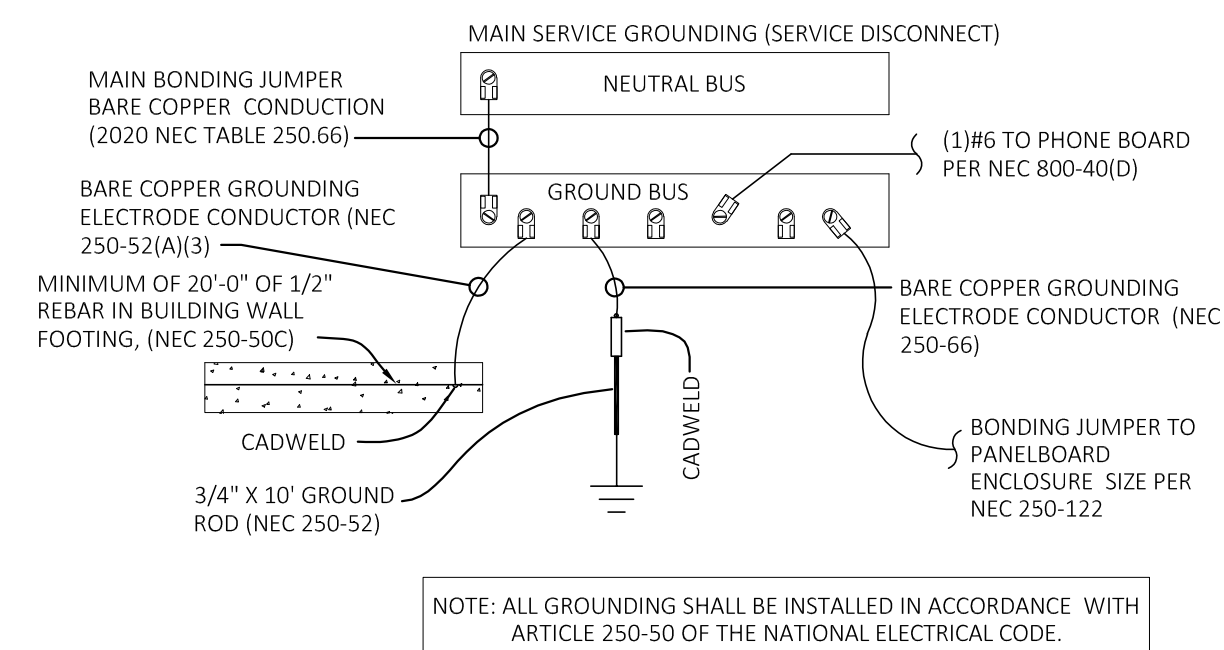 MAIN SERVICE GROUNDING (SERVICE DISCONNECT)
NEUTRAL BUS
MAIN BONDING JUMPER
BARE COPPER CONDUCTION
(2020 NEC TABLE 250.66)
(1)#6 TO PHONE BOARD
PER NEC 800-40(D)
BARE COPPER GROUNDING
ELECTRODE CONDUCTOR (NEC
250-52(A)(3)
GROUND BUS
MINIMUM OF 20'-0" OF 1/2"
REBAR IN BUILDING WALL
FOOTING, (NEC 250-50C)
BARE COPPER GROUNDING
ELECTRODE CONDUCTOR (NEC
250-66)
CADWELD
CADWELD
3/4" X 10' GROUND
ROD (NEC 250-52)
BONDING JUMPER TO
PANELBOARD
ENCLOSURE SIZE PER
NEC 250-122
NOTE: ALL GROUNDING SHALL BE INSTALLED IN ACCORDANCE WITH
ARTICLE 250-50 OF THE NATIONAL ELECTRICAL CODE.